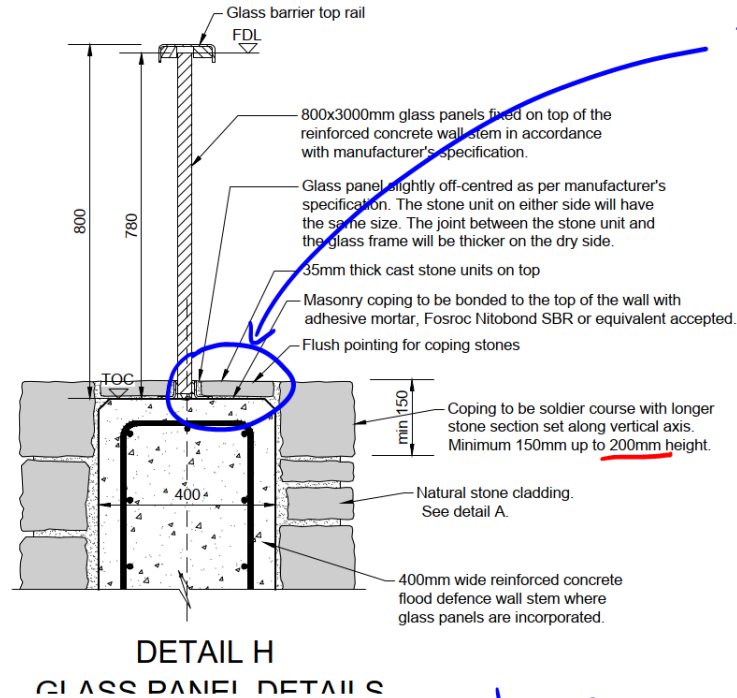 Glass barrier top rail
FDL
800x3000mm glass panels fixed on top of the
reinforced concrete wall stem in accordance
with manufacturer's specification.
800
780
Glass panel slightly off-centred as per manufacturer's
specification. The stone unit on either side will have
the same size. The joint between the stone unit and
the glass frame will be thicker on the dry side.
35mm thick cast stone units on top
Masonry coping to be bonded to the top of the wall with
adhesive mortar, Fosroc Nitobond SBR or equivalent accepted.
Flush pointing for coping stones
TOC
min 150
Coping to be soldier course with longer
stone section set along vertical axis.
Minimum 150mm up to 200mm height.
400
Natural stone cladding.
See detail A.
400mm wide reinforced concrete
flood defence wall stem where
glass panels are incorporated.
DETAIL H
GLASS PANEL DETAILS